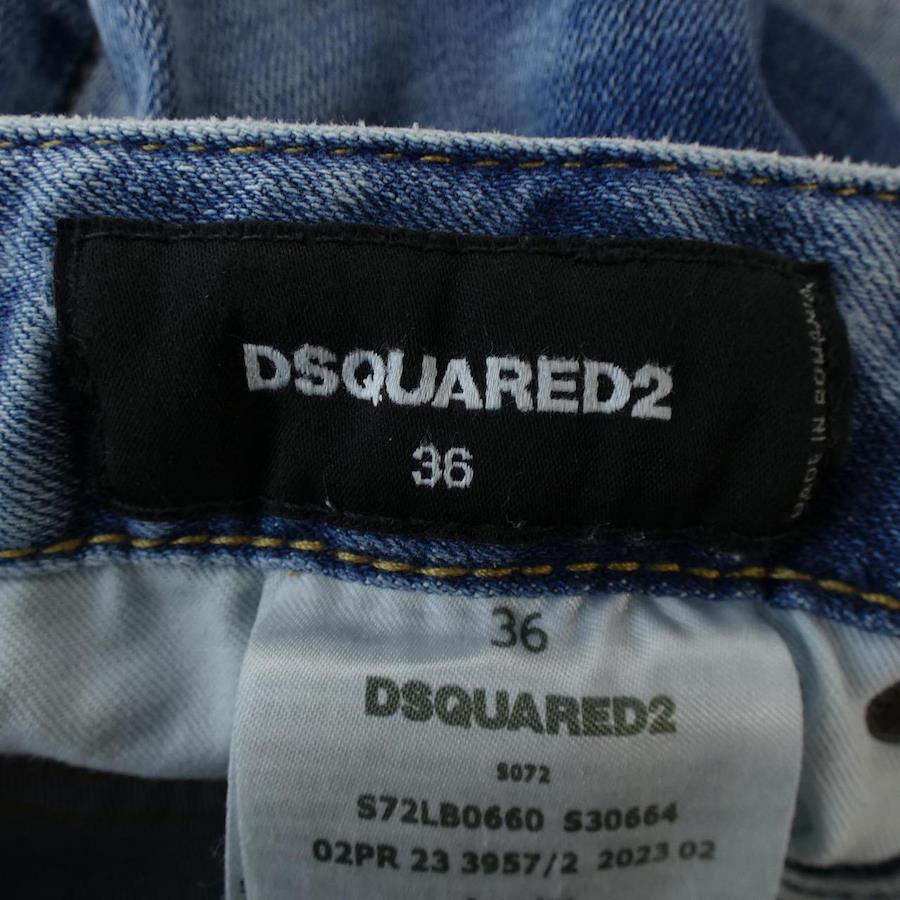 DSQUARED2
36
MADE IN ROMANIA
36
DSQUARED2
S072
S72LB0660 S30664
02PR 23 3957/2 2023 02